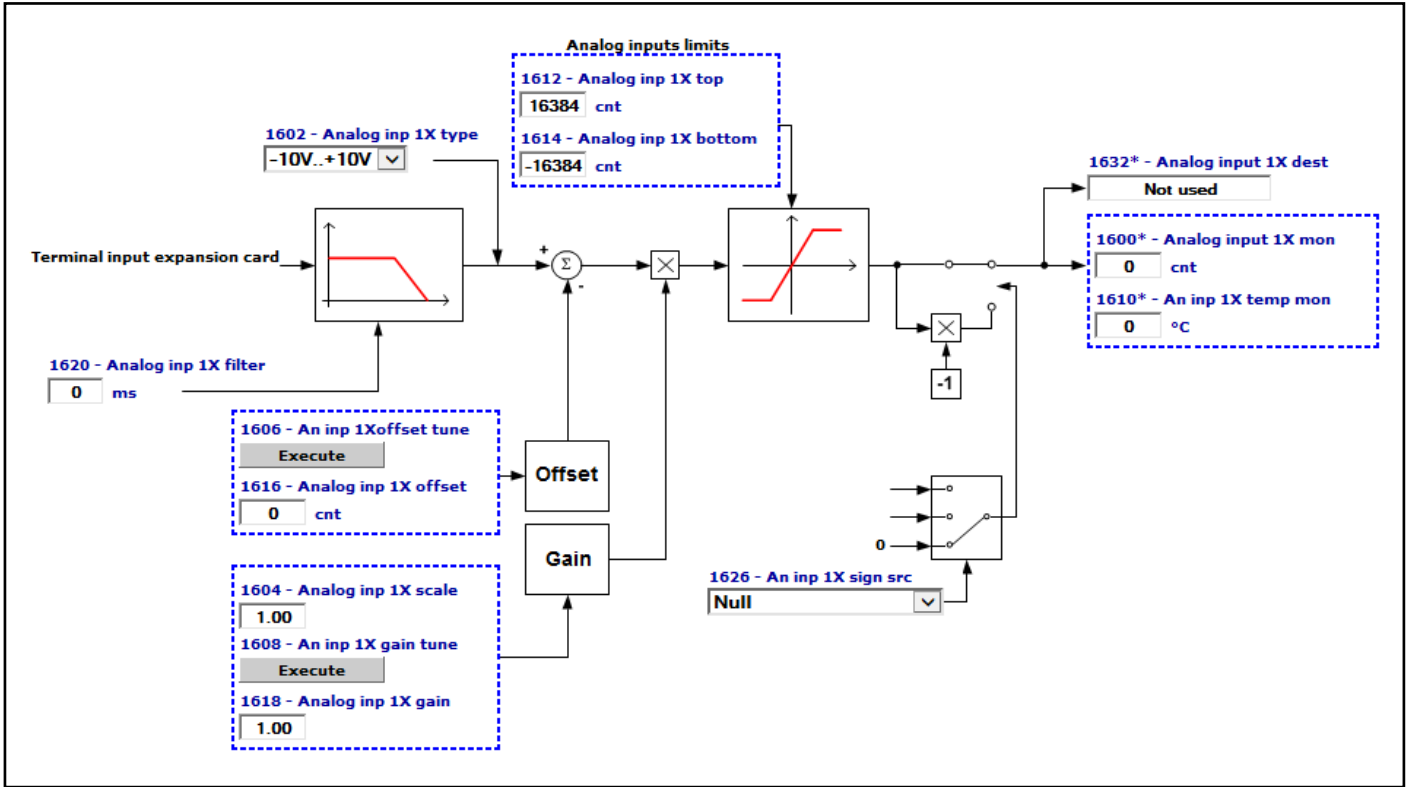 Analog inputs limits
1612 - Analog inp 1X top
16384 cnt
1614 - Analog inp 1X bottom
-16384 cnt
1602 - Analog inp 1X type
-10V..+10V
1632* - Analog input 1X dest
Not used
1600* - Analog input 1X mon
0 cnt
1610* - An inp 1X temp mon
0 °C
Terminal input expansion card
+
Σ
-
-1
1620 - Analog inp 1X filter
0 ms
1606 - An inp 1Xoffset tune
Execute
1616 - Analog inp 1X offset
0 cnt
Offset
Gain
1604 - Analog inp 1X scale
1.00
1608 - An inp 1X gain tune
Execute
1618 - Analog inp 1X gain
1.00
0
1626 - An inp 1X sign src
Null